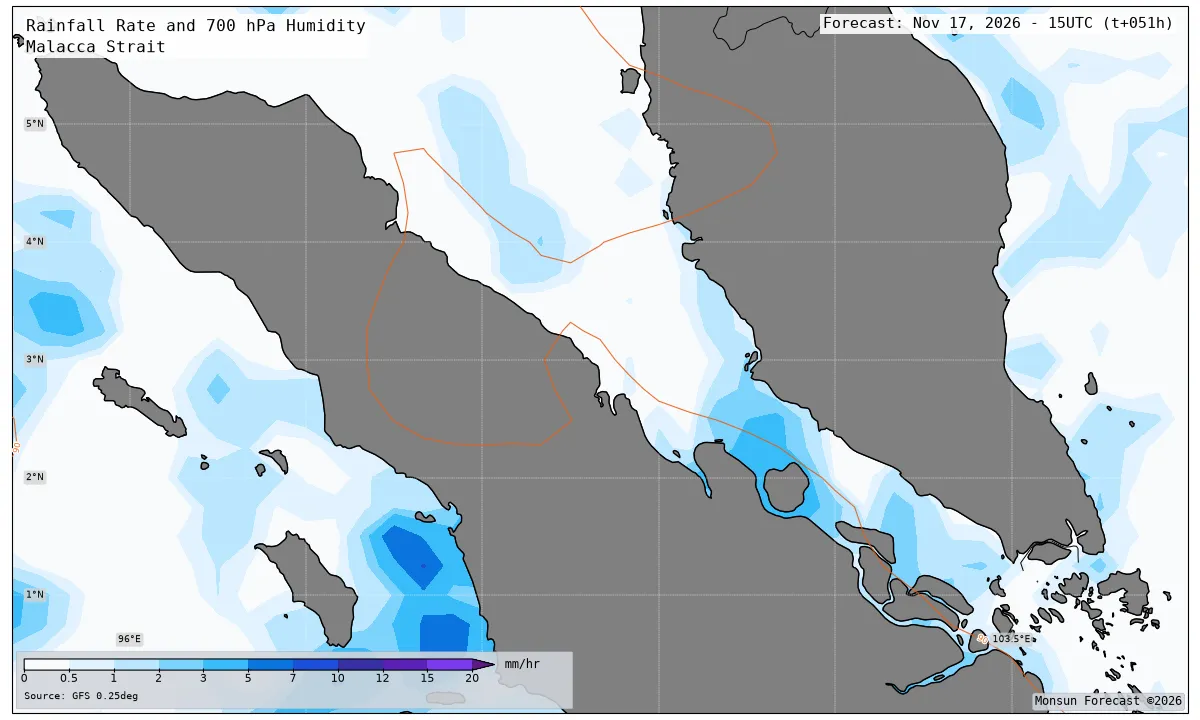 Rainfall Rate and 700 hPa Humidity
Malacca Strait
Forecast: Nov 17, 2026 - 15UTC (t+051h)
5°N
4°N
3°N
90
2°N
1°N
96°E
90
103.5°E
0 0.5 1 2 3 5 7 10 12 15 20 mm/hr
Source: GFS 0.25deg
Monsun Forecast ©2026